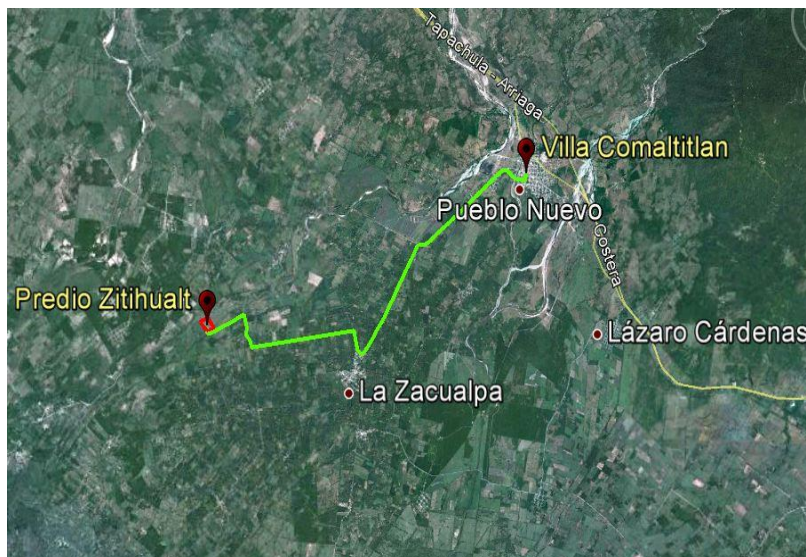 Tapachula - Arriaga
Villa Comaltitlan
Pueblo Nuevo
Costera
Predio Zitihualt
Lázaro Cárdenas
La Zacualpa